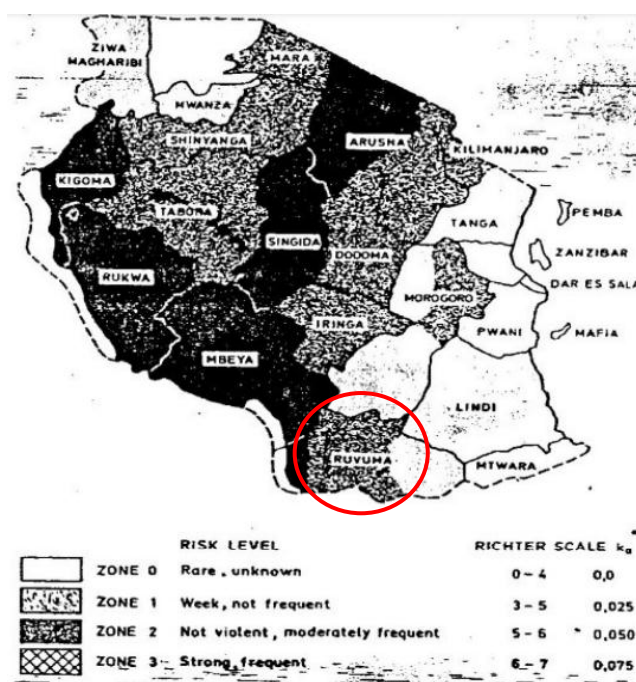 ZIWA
MAGHARIBI
MARA
MWANZA
SHINYANGA
ARUSHA
KILIMANJARO
KIGOMA
TABORA
TANGA
PEMBA
SINGIDA
ZANZIBAR
DODOMA
RUKWA
DAR ES SALA
MOROGORO
IRINGA
PWANI
MAFIA
MBEYA
LINDI
RUVUMA
MTWARA
RISK LEVEL RICHTER SCALE ka
ZONE 0 Rare, unknown 0-4 0,0
ZONE 1 Week, not frequent 3-5 0,025
ZONE 2 Not violent, moderately frequent 5-6 0,050
ZONE 3 Strong, frequent 6-7 0,075